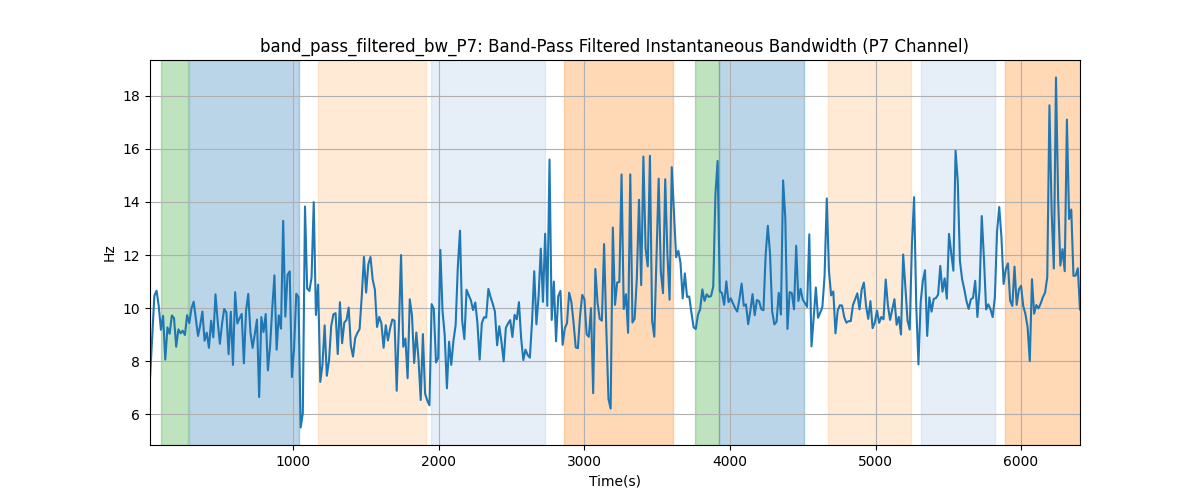 band_pass_filtered_bw_P7: Band-Pass Filtered Instantaneous Bandwidth (P7 Channel)
18
16
14
12
10
8
6
Hz
1000 2000 3000 4000 5000 6000
Time(s)